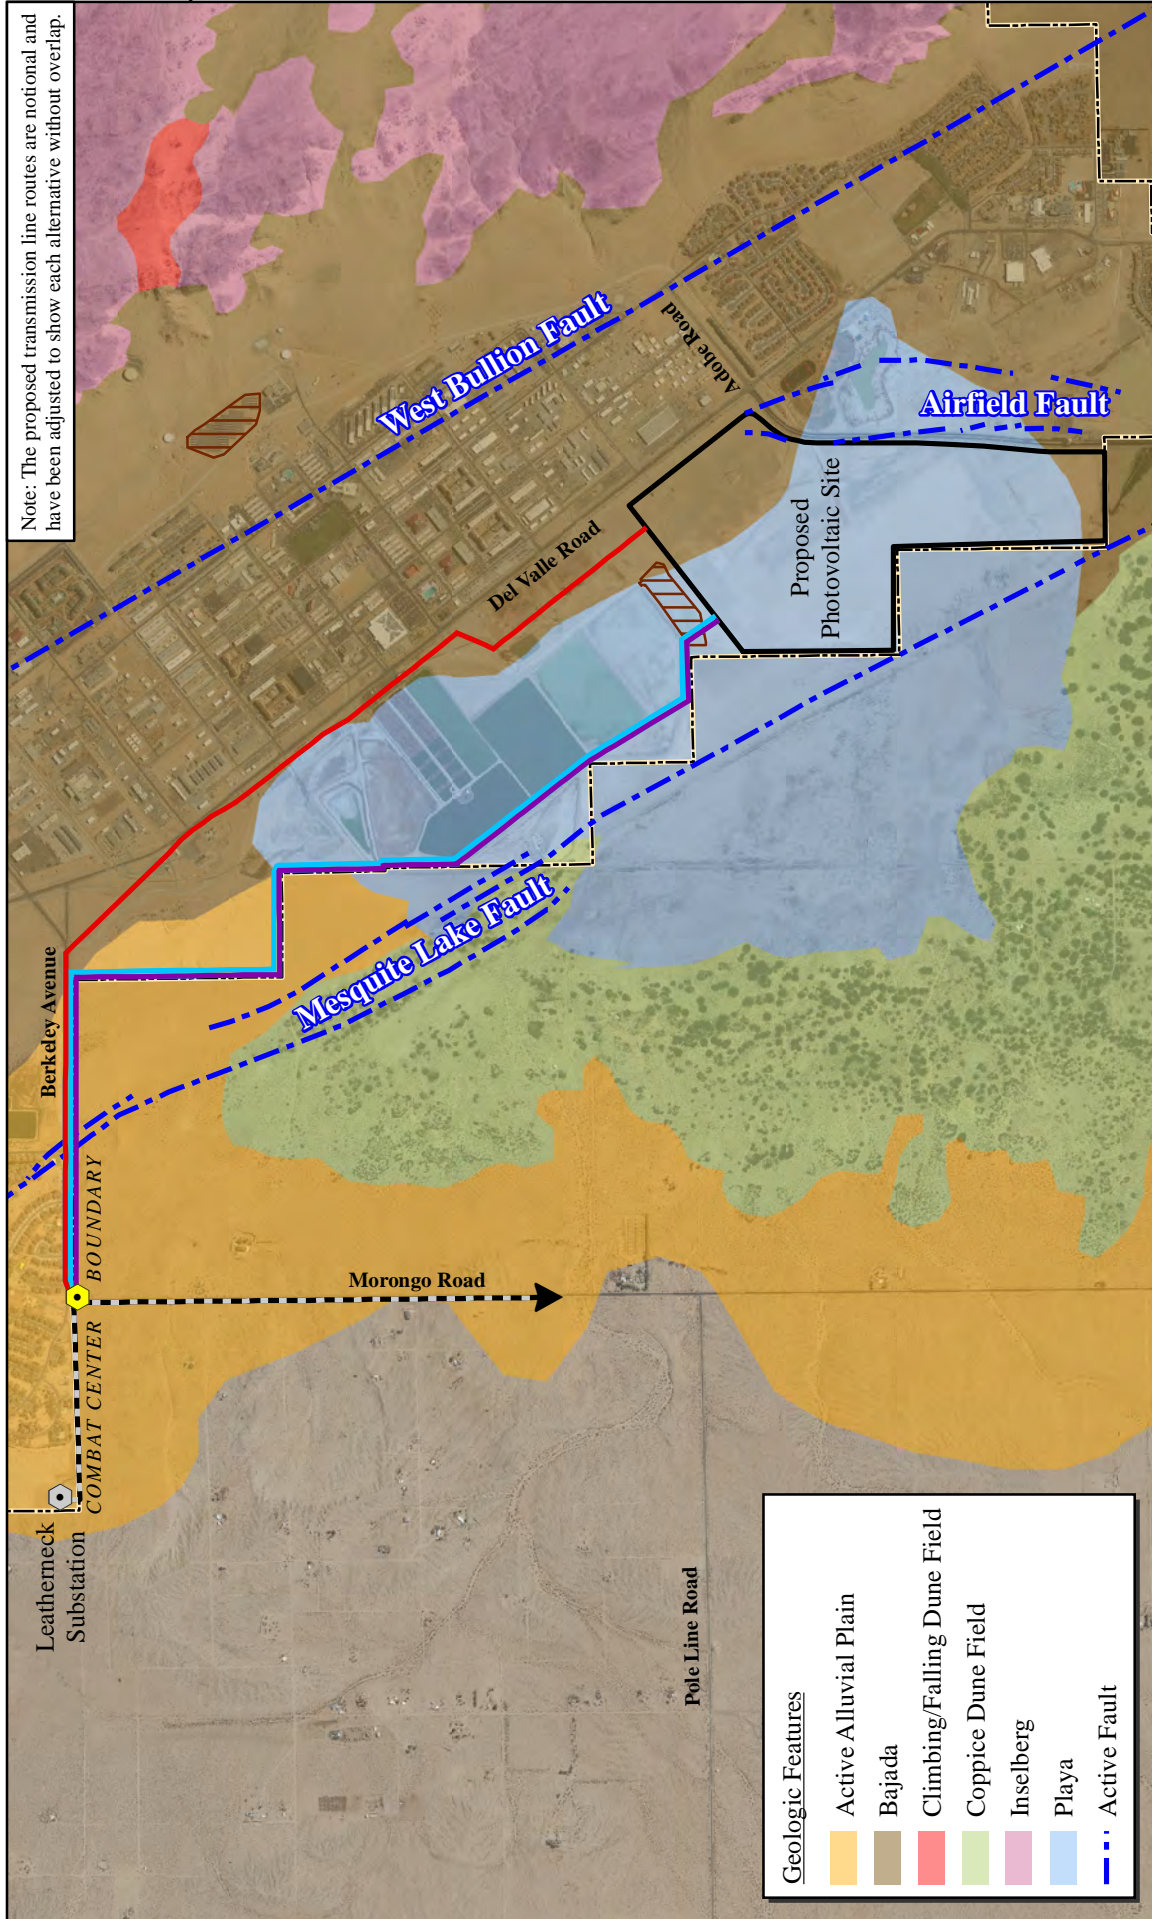 Note: The proposed transmission line routes are notional and
have been adjusted to show each alternative without overlap.
Leatherneck
Substation
COMBAT CENTER BOUNDARY
Berkeley Avenue
Morongo Road
Mesquite Lake Fault
West Bullion Fault
Del Valle Road
Adobe Road
Airfield Fault
Proposed
Photovoltaic Site
Pole Line Road
Geologic Features
Active Alluvial Plain
Bajada
Climbing/Falling Dune Field
Coppice Dune Field
Inselberg
Playa
Active Fault